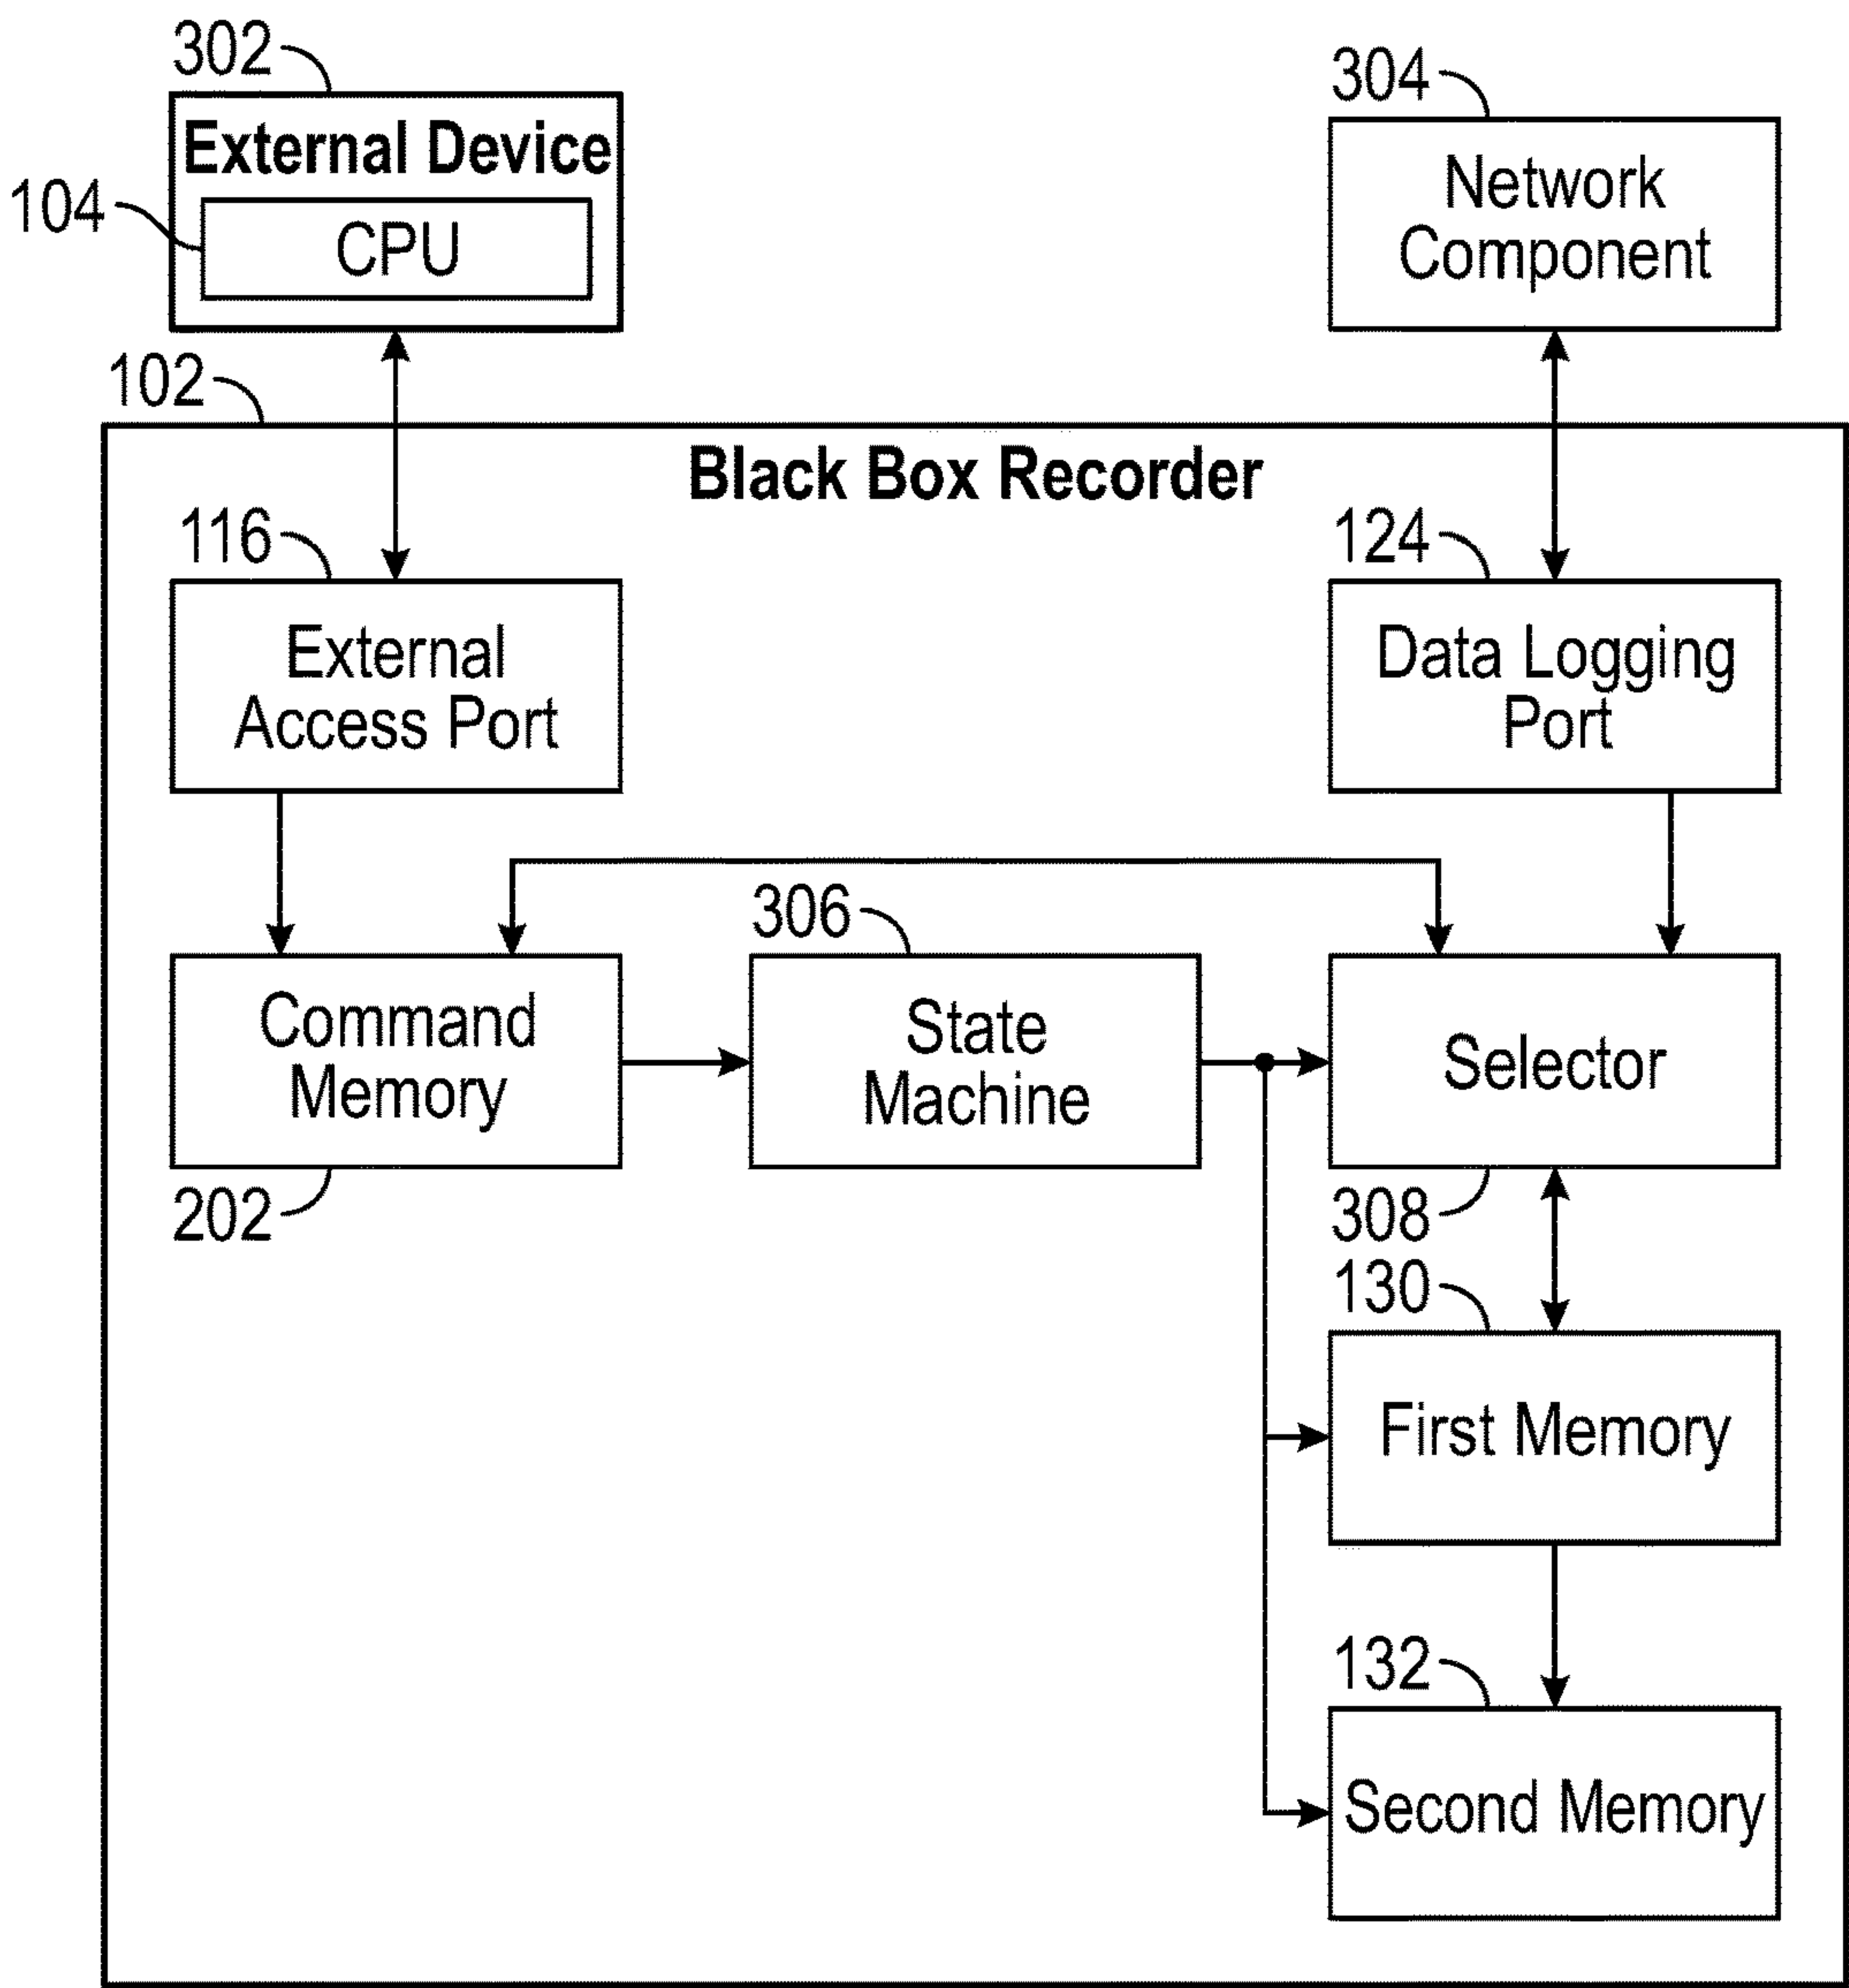 302
External Device
104
CPU
304
Network
Component
102
Black Box Recorder
116
External
Access Port
124
Data Logging
Port
Command
Memory
202
306
State
Machine
Selector
308
130
First Memory
132
Second Memory